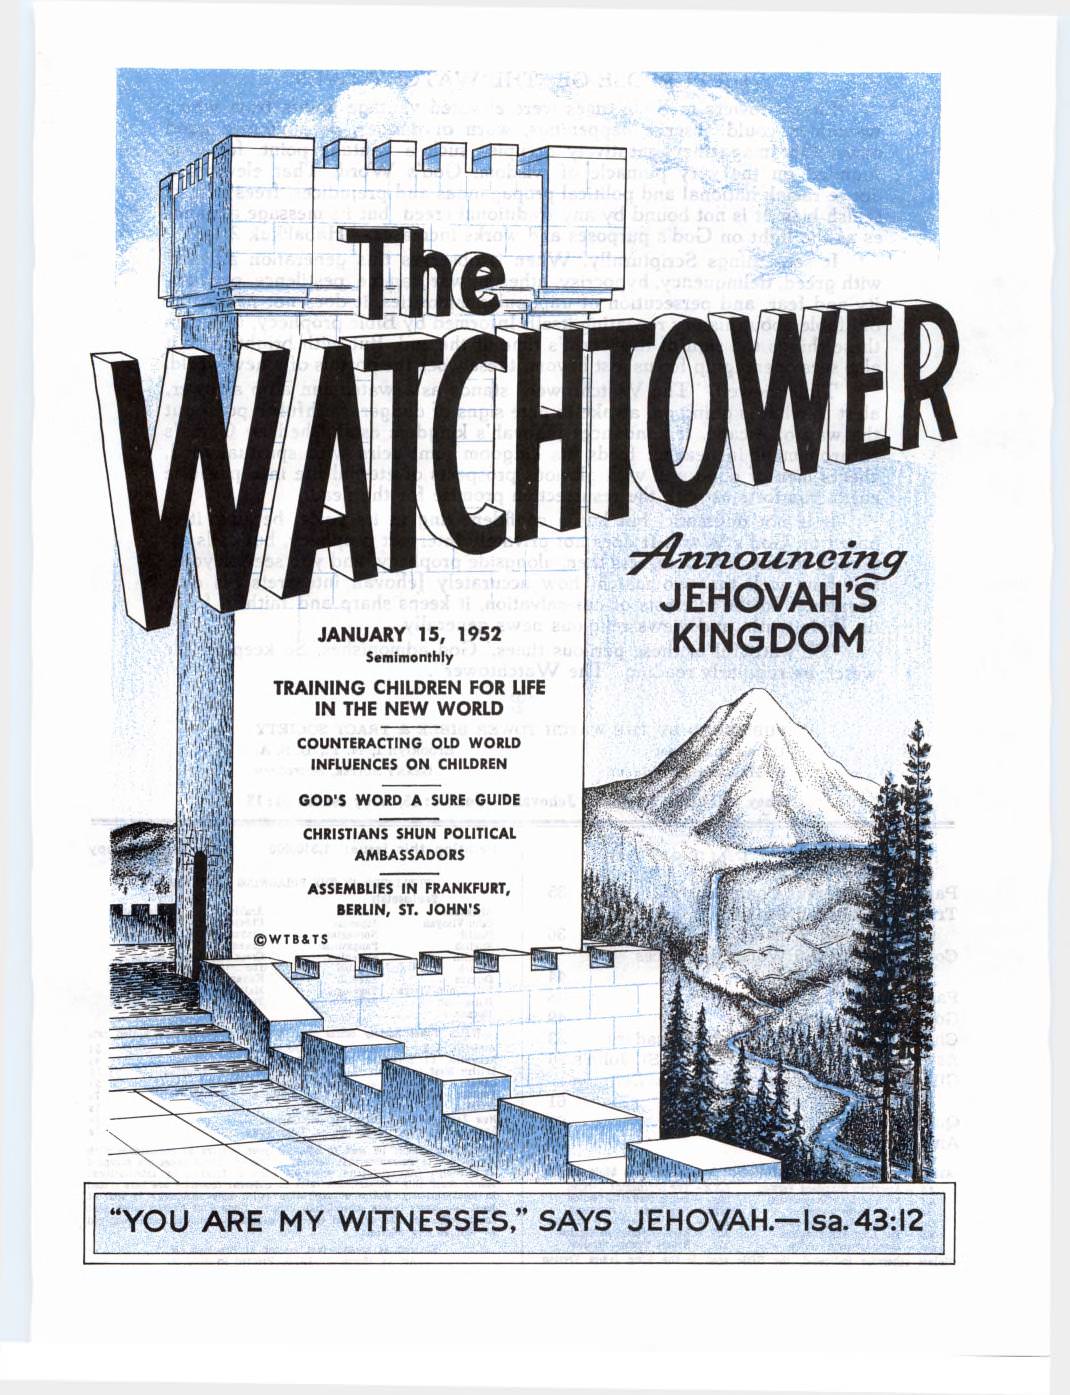 The
WATCHTOWER
Announcing
JEHOVAH'S
KINGDOM
JANUARY 15, 1952
Semimonthly
TRAINING CHILDREN FOR LIFE
IN THE NEW WORLD
COUNTERACTING OLD WORLD
INFLUENCES ON CHILDREN
GOD'S WORD A SURE GUIDE
CHRISTIANS SHUN POLITICAL
AMBASSADORS
ASSEMBLIES IN FRANKFURT,
BERLIN, ST. JOHN'S
©WTB&TS
"YOU ARE MY WITNESSES," SAYS JEHOVAH.—Isa. 43:12